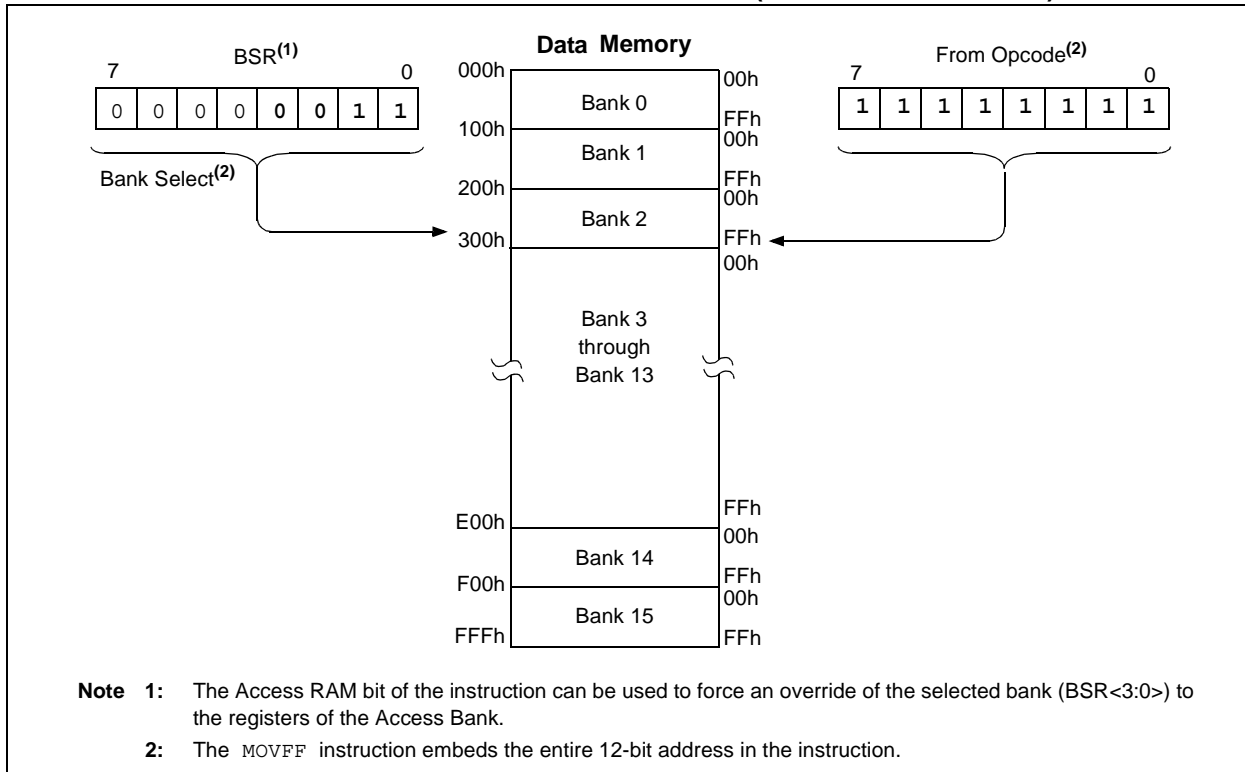 BSR(1)
7 0
0 0 0 0 0 0 1 1
Bank Select(2)
Data Memory
000h
00h
Bank 0
FFh
100h
00h
Bank 1
FFh
200h
00h
Bank 2
FFh
300h
00h
Bank 3
through
Bank 13
FFh
E00h
00h
Bank 14
FFh
F00h
00h
Bank 15
FFFh
FFh
From Opcode(2)
7 0
1 1 1 1 1 1 1 1
Note 1: The Access RAM bit of the instruction can be used to force an override of the selected bank (BSR<3:0>) to
the registers of the Access Bank.
2: The MOVFF instruction embeds the entire 12-bit address in the instruction.